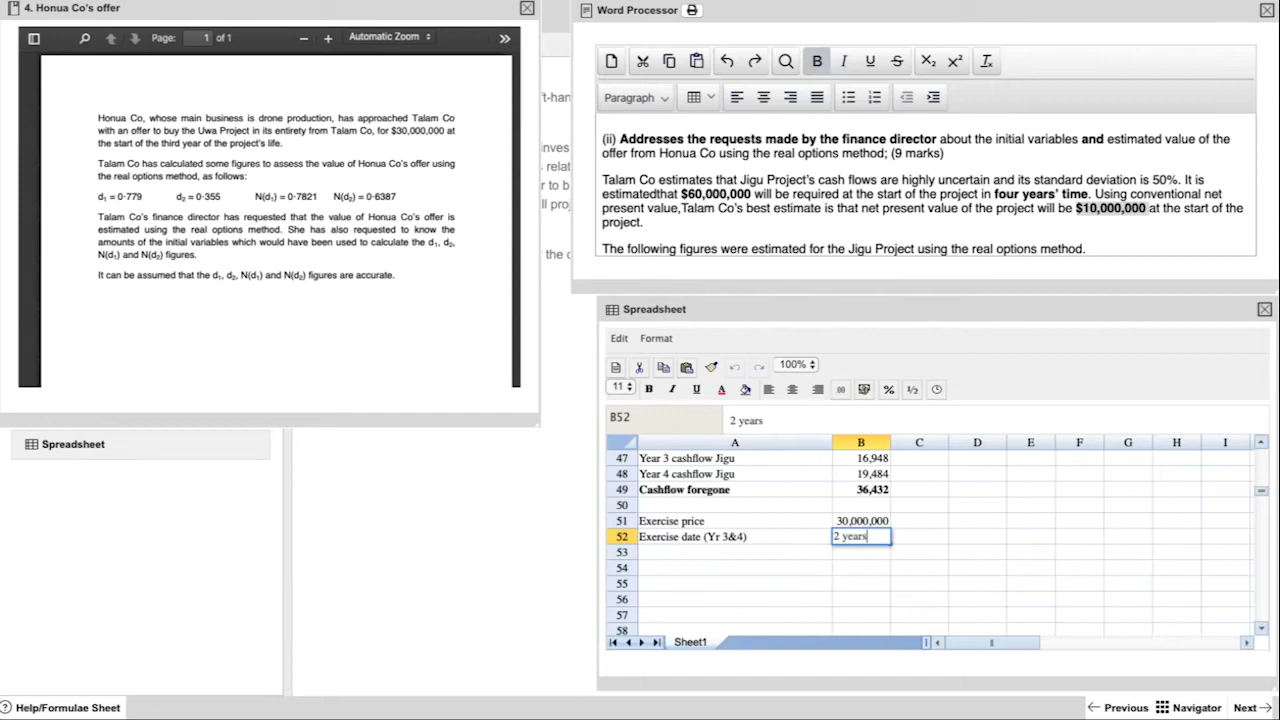 4. Honua Co's offer
Page: 1 of 1
Automatic Zoom
Honua Co, whose main business is drone production, has approached Talam Co
with an offer to buy the Uwa Project in its entirety from Talam Co, for $30,000,000 at
the start of the third year of the project's life.
Talam Co has calculated some figures to assess the value of Honua Co's offer using
the real options method, as follows:
d₁ = 0·779 d₂ = 0·355 N(d₁) = 0·7821 N(d₂) = 0·6387
Talam Co's finance director has requested that the value of Honua Co's offer is
estimated using the real options method. She has also requested to know the
amounts of the initial variables which would have been used to calculate the d₁, d₂,
N(d₁) and N(d₂) figures.
It can be assumed that the d₁, d₂, N(d₁) and N(d₂) figures are accurate.
Spreadsheet
Help/Formulae Sheet
Word Processor
Paragraph
(ii) Addresses the requests made by the finance director about the initial variables and estimated value of the
offer from Honua Co using the real options method; (9 marks)
Talam Co estimates that Jigu Project's cash flows are highly uncertain and its standard deviation is 50%. It is
estimatedthat $60,000,000 will be required at the start of the project in four years' time. Using conventional net
present value,Talam Co's best estimate is that net present value of the project will be $10,000,000 at the start of the
project.
The following figures were estimated for the Jigu Project using the real options method.
Spreadsheet
Edit Format
100%
11
B52 2 years
A B C D E F G H I
47 Year 3 cashflow Jigu 16,948
48 Year 4 cashflow Jigu 19,484
49 Cashflow foregone 36,432
50
51 Exercise price 30,000,000
52 Exercise date (Yr 3&4) 2 years
53
54
55
56
57
58
Sheet1
Previous Navigator Next